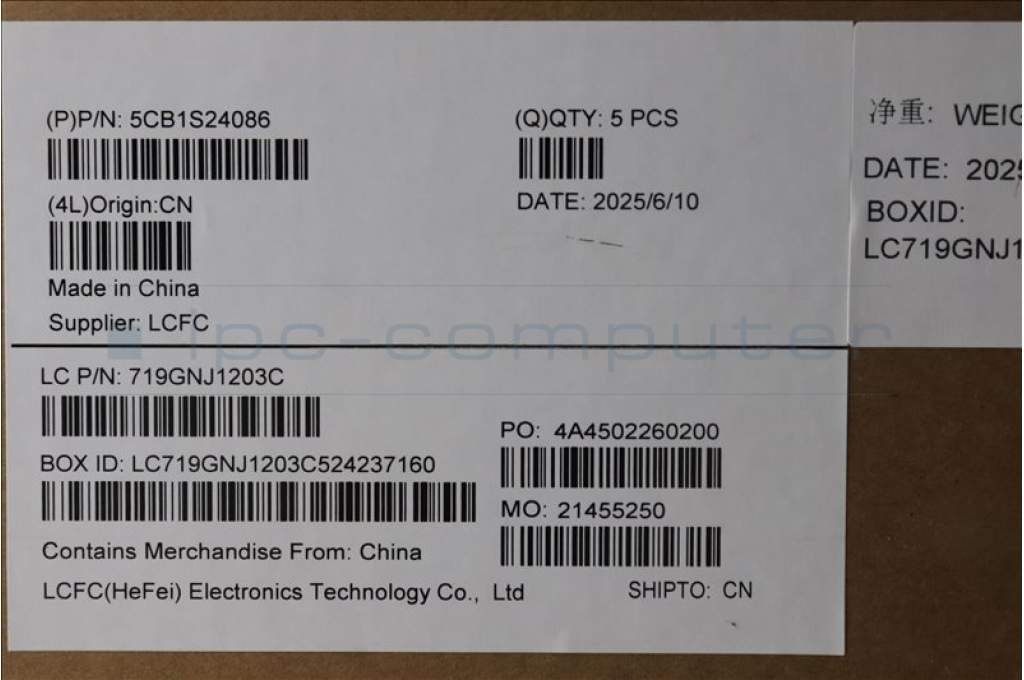 (P)P/N: 5CB1S24086
(4L)Origin:CN
Made in China
Supplier: LCFC
(Q)QTY: 5 PCS
DATE: 2025/6/10
净重: WEIG
DATE: 2025
BOXID:
LC719GNJ1
ipc-computer
LC P/N: 719GNJ1203C
BOX ID: LC719GNJ1203C524237160
Contains Merchandise From: China
LCFC(HeFei) Electronics Technology Co., Ltd
PO: 4A4502260200
MO: 21455250
SHIPTO: CN